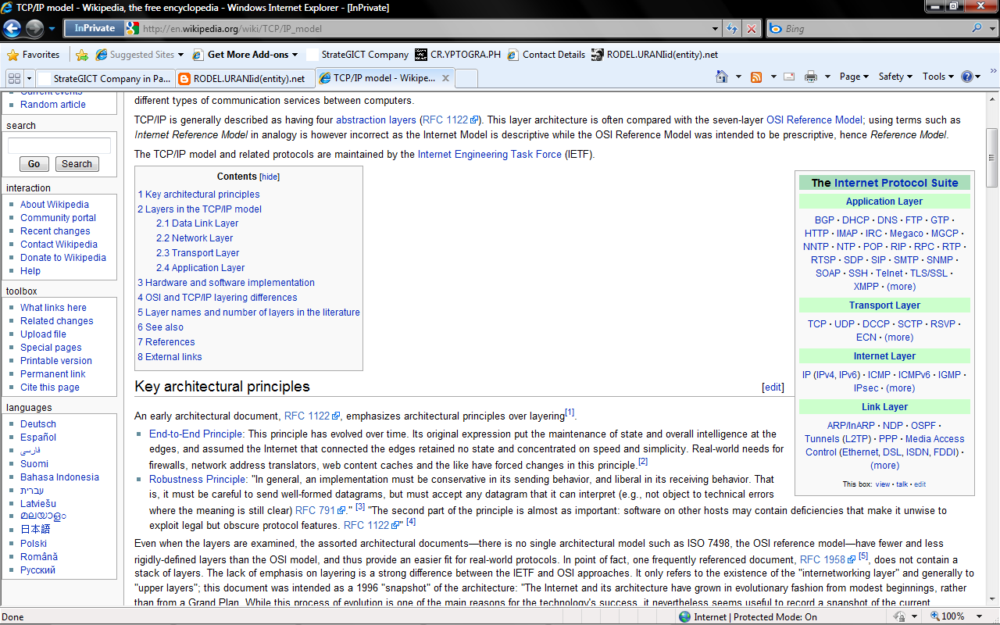 TCP/IP model - Wikipedia, the free encyclopedia - Windows Internet Explorer - [InPrivate]
InPrivate http://en.wikipedia.org/wiki/TCP/IP_model Bing
Favorites Suggested Sites Get More Add-ons StrateGICT Company CR.YPTOGRA.PH Contact Details RODEL.URANIid(entity).net
StrateGICT Company in Pa... RODEL.URANIid(entity).net TCP/IP model - Wikipe... Page Safety Tools
Current events
Random article
search
Go Search
interaction
About Wikipedia
Community portal
Recent changes
Contact Wikipedia
Donate to Wikipedia
Help
toolbox
What links here
Related changes
Upload file
Special pages
Printable version
Permanent link
Cite this page
languages
Deutsch
Español
فارسی
Suomi
Bahasa Indonesia
עברית
Latviešu
മലയാളം
日本語
Polski
Română
Русский
different types of communication services between computers.
TCP/IP is generally described as having four abstraction layers (RFC 1122). This layer architecture is often compared with the seven-layer OSI Reference Model; using terms such as
Internet Reference Model in analogy is however incorrect as the Internet Model is descriptive while the OSI Reference Model was intended to be prescriptive, hence Reference Model.
The TCP/IP model and related protocols are maintained by the Internet Engineering Task Force (IETF).
Contents [hide]
1 Key architectural principles
2 Layers in the TCP/IP model
2.1 Data Link Layer
2.2 Network Layer
2.3 Transport Layer
2.4 Application Layer
3 Hardware and software implementation
4 OSI and TCP/IP layering differences
5 Layer names and number of layers in the literature
6 See also
7 References
8 External links
The Internet Protocol Suite
Application Layer
BGP · DHCP · DNS · FTP · GTP ·
HTTP · IMAP · IRC · Megaco · MGCP ·
NNTP · NTP · POP · RIP · RPC · RTP ·
RTSP · SDP · SIP · SMTP · SNMP ·
SOAP · SSH · Telnet · TLS/SSL ·
XMPP · (more)
Transport Layer
TCP · UDP · DCCP · SCTP · RSVP ·
ECN · (more)
Internet Layer
IP (IPv4, IPv6) · ICMP · ICMPv6 · IGMP ·
IPsec · (more)
Link Layer
ARP/InARP · NDP · OSPF ·
Tunnels (L2TP) · PPP · Media Access
Control (Ethernet, DSL, ISDN, FDDI) ·
(more)
This box: view · talk · edit
Key architectural principles [edit]
An early architectural document, RFC 1122, emphasizes architectural principles over layering[1].
End-to-End Principle: This principle has evolved over time. Its original expression put the maintenance of state and overall intelligence at the
edges, and assumed the Internet that connected the edges retained no state and concentrated on speed and simplicity. Real-world needs for
firewalls, network address translators, web content caches and the like have forced changes in this principle.[2]
Robustness Principle: "In general, an implementation must be conservative in its sending behavior, and liberal in its receiving behavior. That
is, it must be careful to send well-formed datagrams, but must accept any datagram that it can interpret (e.g., not object to technical errors
where the meaning is still clear) RFC 791." [3] "The second part of the principle is almost as important: software on other hosts may contain deficiencies that make it unwise to
exploit legal but obscure protocol features. RFC 1122" [4]
Even when the layers are examined, the assorted architectural documents—there is no single architectural model such as ISO 7498, the OSI reference model—have fewer and less
rigidly-defined layers than the OSI model, and thus provide an easier fit for real-world protocols. In point of fact, one frequently referenced document, RFC 1958 [5], does not contain a
stack of layers. The lack of emphasis on layering is a strong difference between the IETF and OSI approaches. It only refers to the existence of the "internetworking layer" and generally to
"upper layers"; this document was intended as a 1996 "snapshot" of the architecture: "The Internet and its architecture have grown in evolutionary fashion from modest beginnings, rather
than from a Grand Plan. While this process of evolution is one of the main reasons for the technology's success, it nevertheless seems useful to record a snapshot of the current
Done Internet | Protected Mode: On 100%